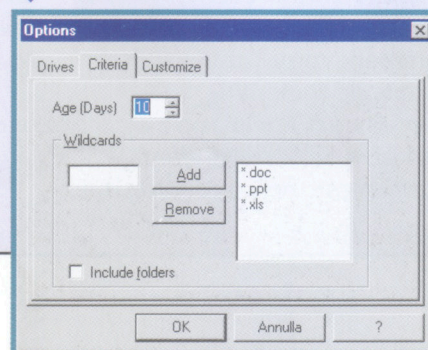 Options
Drives Criteria Customize
Age (Days) 10
Wildcards
Add
Remove
*.doc
*.ppt
*.xls
Include folders
OK Annulla ?